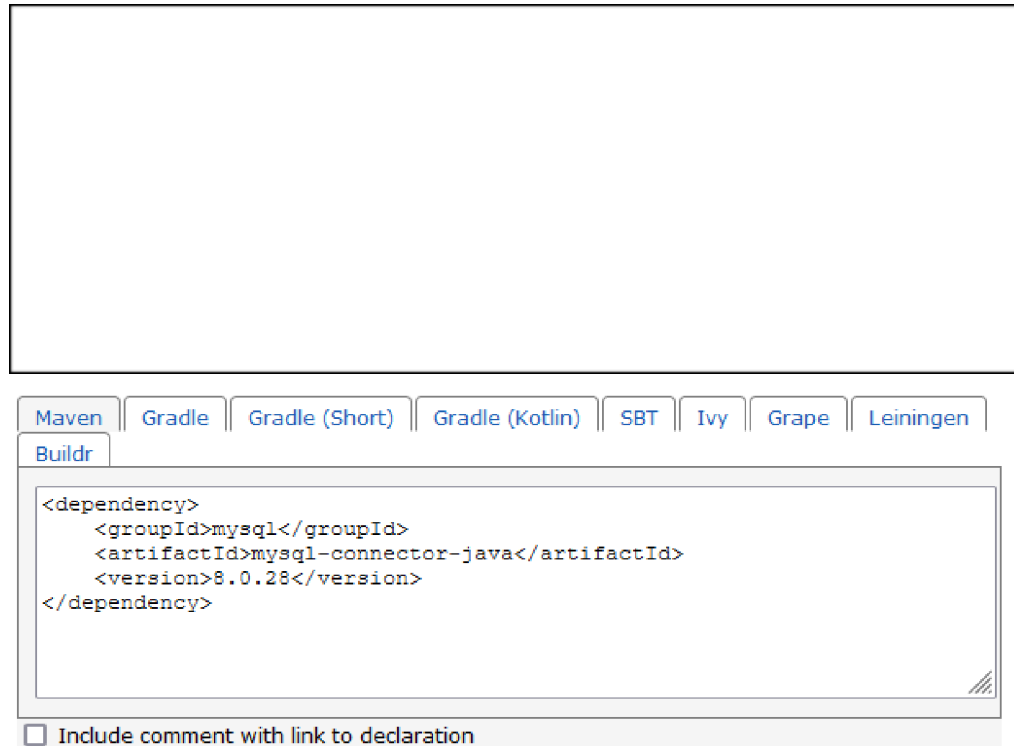 Maven Gradle Gradle (Short) Gradle (Kotlin) SBT Ivy Grape Leiningen
Buildr
<dependency>
    <groupId>mysql</groupId>
    <artifactId>mysql-connector-java</artifactId>
    <version>8.0.28</version>
</dependency>
Include comment with link to declaration